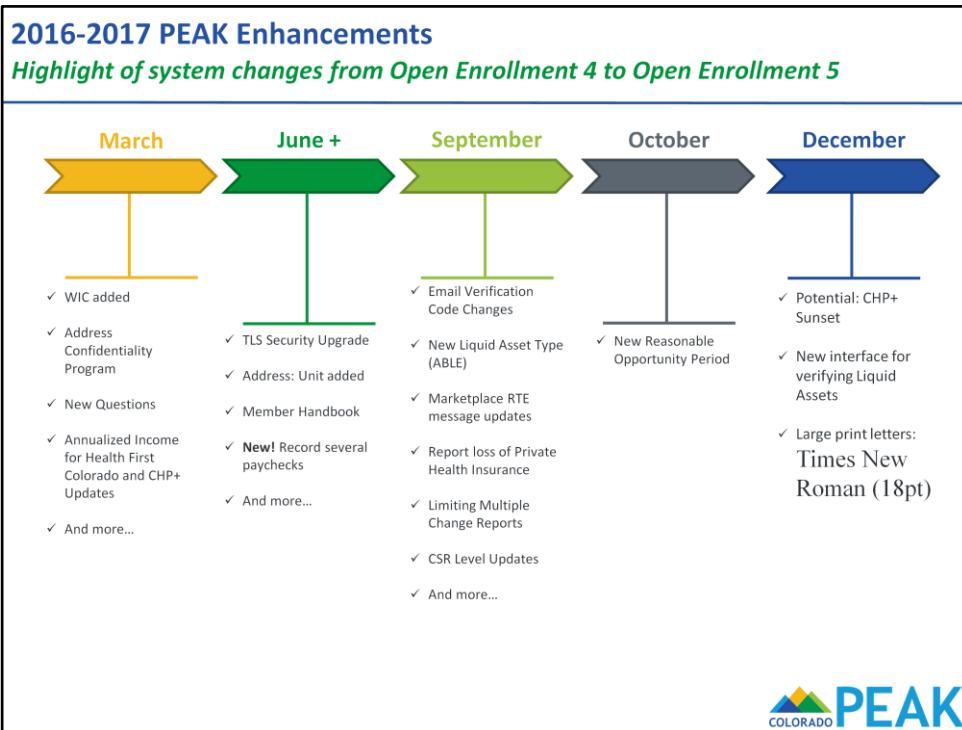 2016-2017 PEAK Enhancements
Highlight of system changes from Open Enrollment 4 to Open Enrollment 5
March
✓ WIC added
✓ Address
Confidentiality
Program
✓ New Questions
✓ Annualized Income
for Health First
Colorado and CHP+
Updates
✓ And more…
June +
✓ TLS Security Upgrade
✓ Address: Unit added
✓ Member Handbook
✓ New! Record several
paychecks
✓ And more…
September
✓ Email Verification
Code Changes
✓ New Liquid Asset Type
(ABLE)
✓ Marketplace RTE
message updates
✓ Report loss of Private
Health Insurance
✓ Limiting Multiple
Change Reports
✓ CSR Level Updates
✓ And more…
October
✓ New Reasonable
Opportunity Period
December
✓ Potential: CHP+
Sunset
✓ New interface for
verifying Liquid
Assets
✓ Large print letters:
Times New
Roman (18pt)
COLORADO PEAK